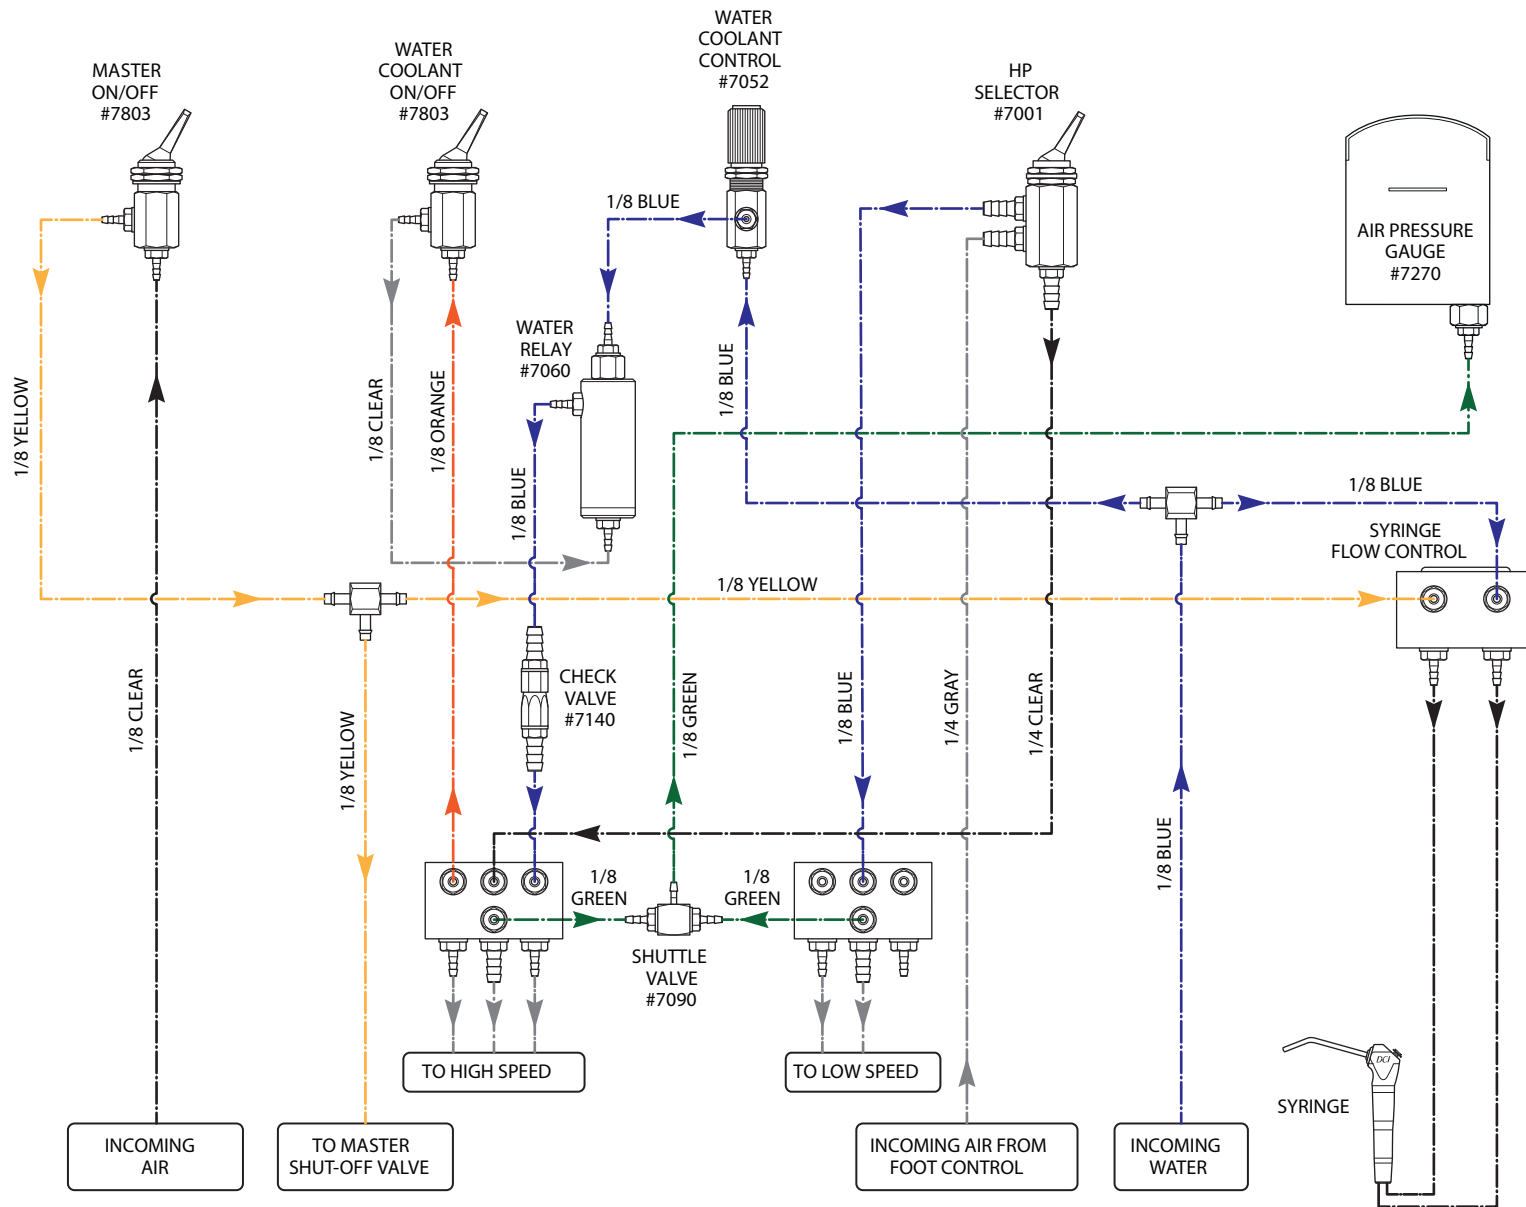 WATER
COOLANT
CONTROL
#7052
WATER
COOLANT
ON/OFF
#7803
MASTER
ON/OFF
#7803
HP
SELECTOR
#7001
1/8 BLUE
AIR PRESSURE
GAUGE
#7270
WATER
RELAY
#7060
1/8 YELLOW
1/8 CLEAR
1/8 ORANGE
1/8 BLUE
1/8 BLUE
1/8 BLUE
SYRINGE
FLOW CONTROL
1/8 YELLOW
CHECK
VALVE
#7140
1/8 CLEAR
1/8 YELLOW
1/8 GREEN
1/8 BLUE
1/4 GRAY
1/4 CLEAR
1/8 BLUE
1/8
GREEN
1/8
GREEN
SHUTTLE
VALVE
#7090
TO HIGH SPEED
TO LOW SPEED
DCI
SYRINGE
INCOMING
AIR
TO MASTER
SHUT-OFF VALVE
INCOMING AIR FROM
FOOT CONTROL
INCOMING
WATER